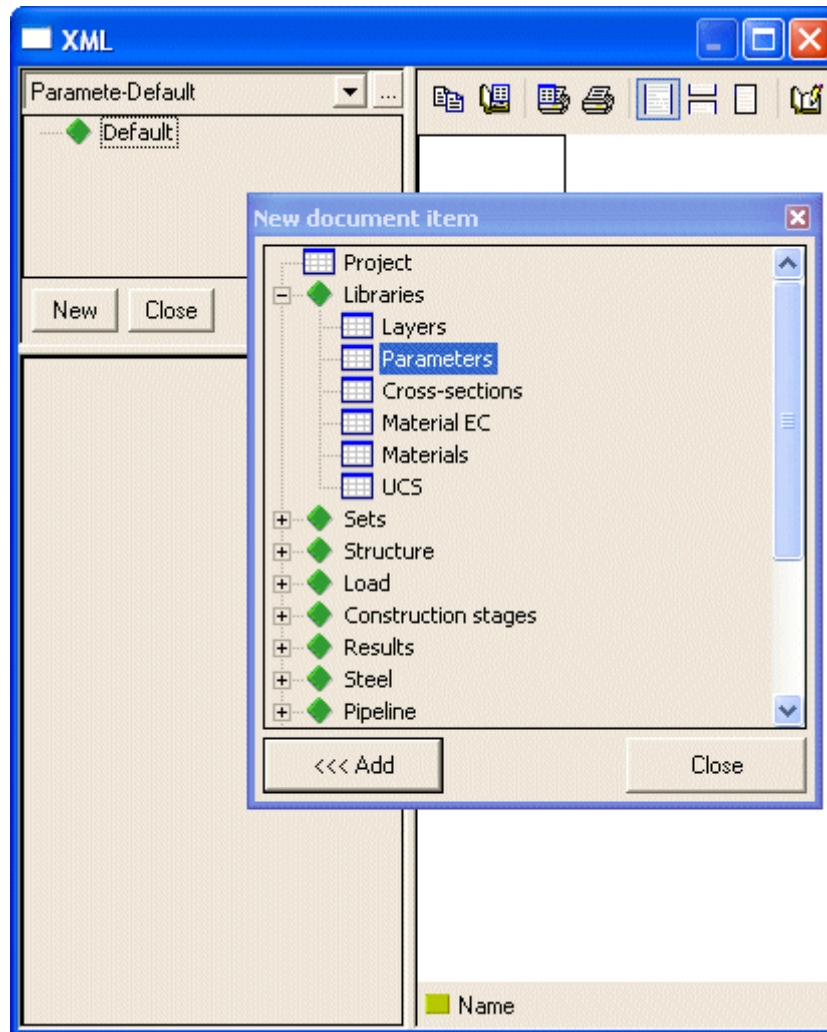 XML
Paramete-Default
...
Default
New Close
New document item
Project
Libraries
Layers
Parameters
Cross-sections
Material EC
Materials
UCS
Sets
Structure
Load
Construction stages
Results
Steel
Pipeline
<<< Add
Close
Name